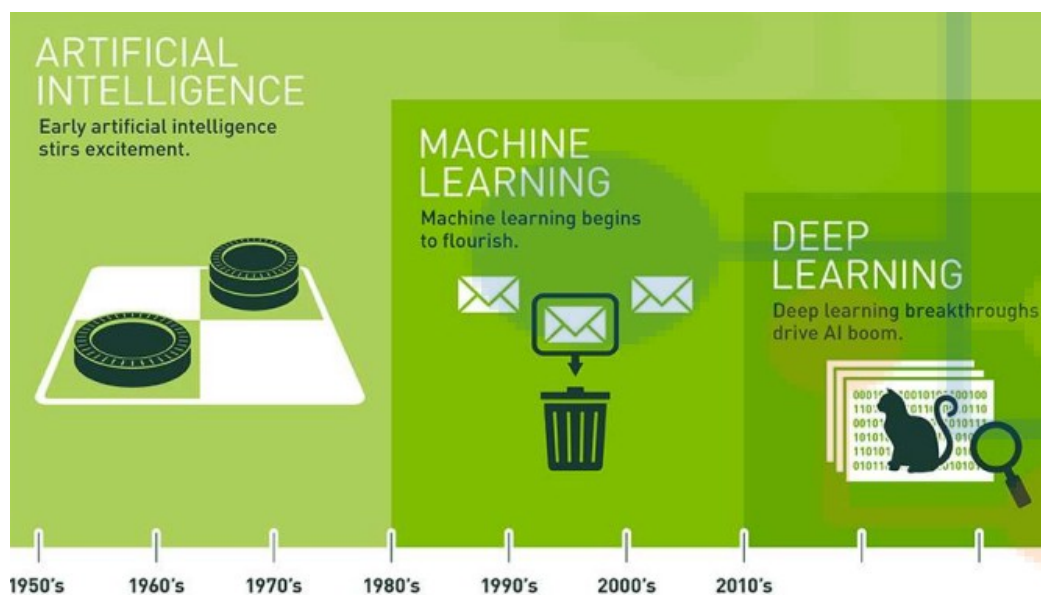 ARTIFICIAL
INTELLIGENCE
Early artificial intelligence
stirs excitement.
MACHINE
LEARNING
Machine learning begins
to flourish.
DEEP
LEARNING
Deep learning breakthroughs
drive AI boom.
1950's 1960's 1970's 1980's 1990's 2000's 2010's